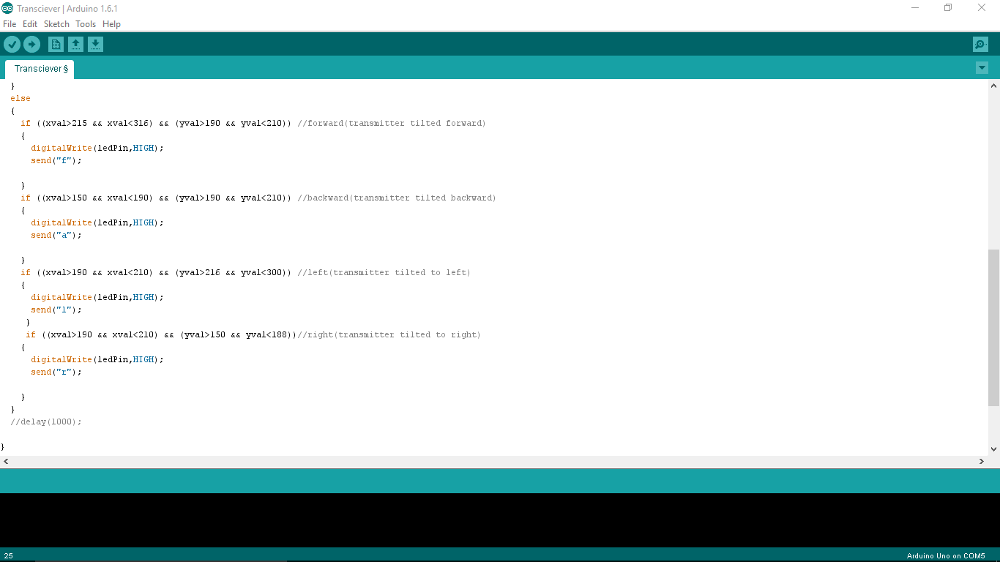 Transciever | Arduino 1.6.1
File Edit Sketch Tools Help
Transciever §
}
else
{
if ((xval>215 && xval<316) && (yval>190 && yval<210)) //forward(transmitter tilted forward)
{
digitalWrite(ledPin,HIGH);
send("f");
}
if ((xval>150 && xval<190) && (yval>190 && yval<210)) //backward(transmitter tilted backward)
{
digitalWrite(ledPin,HIGH);
send("a");
}
if ((xval>190 && xval<210) && (yval>216 && yval<300)) //left(transmitter tilted to left)
{
digitalWrite(ledPin,HIGH);
send("l");
}
if ((xval>190 && xval<210) && (yval>150 && yval<188))//right(transmitter tilted to right)
{
digitalWrite(ledPin,HIGH);
send("r");
}
}
//delay(1000);
}
25
Arduino Uno on COM5